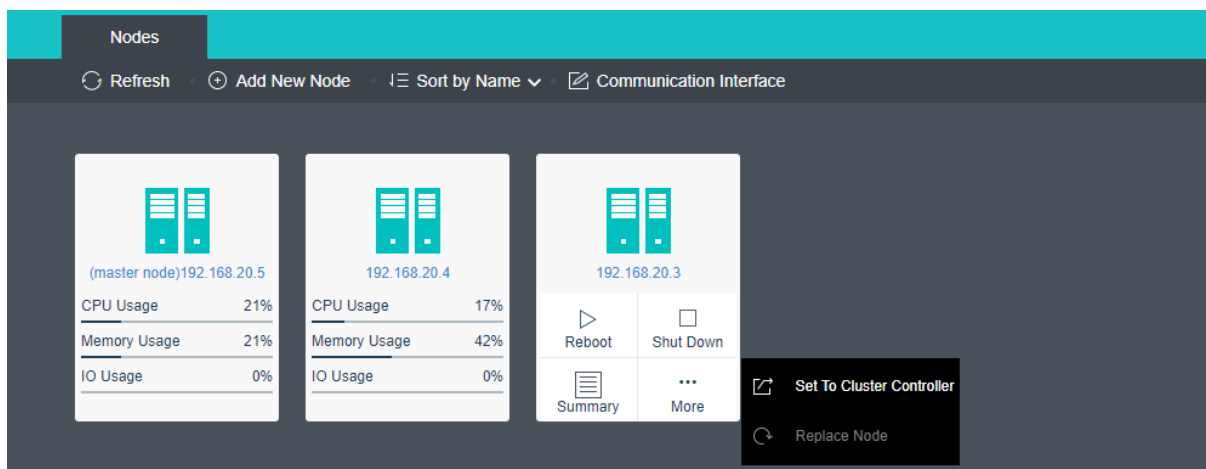 Nodes
Refresh Add New Node Sort by Name Communication Interface
(master node)192.168.20.5
CPU Usage 21%
Memory Usage 21%
IO Usage 0%
192.168.20.4
CPU Usage 17%
Memory Usage 42%
IO Usage 0%
192.168.20.3
Reboot Shut Down
Summary More
Set To Cluster Controller
Replace Node